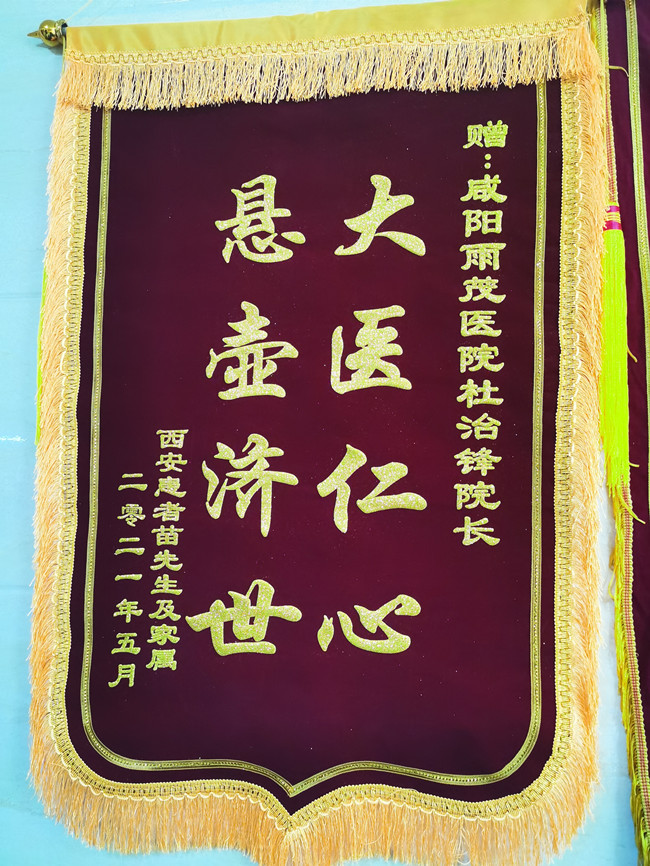 赠:咸阳雨茂医院杜治锋院长
大医仁心
悬壶济世
西安患者苗先生及家属
二零二一年五月